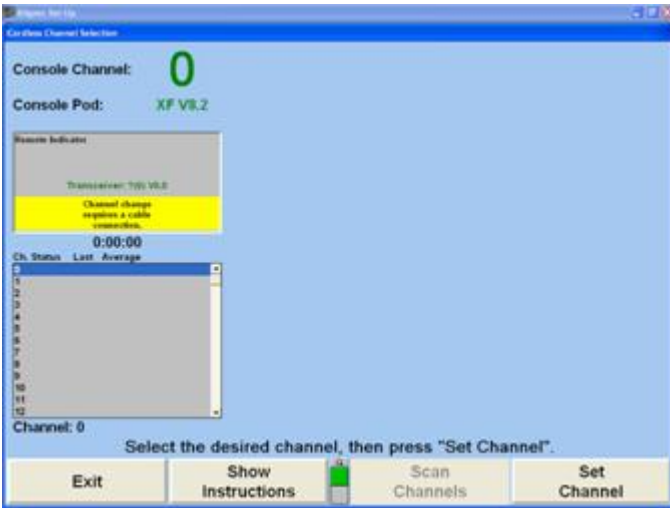 Cordless Channel Selection
Console Channel: 0
Console Pod: XF V8.2
Remote Indicator
Transceiver:
Channel change
requires a cable
connection.
0:00:00
Ch. Status Last Average
0
1
2
3
4
5
6
7
8
9
10
11
12
Channel: 0
Select the desired channel, then press "Set Channel".
Exit
Show
Instructions
Scan
Channels
Set
Channel